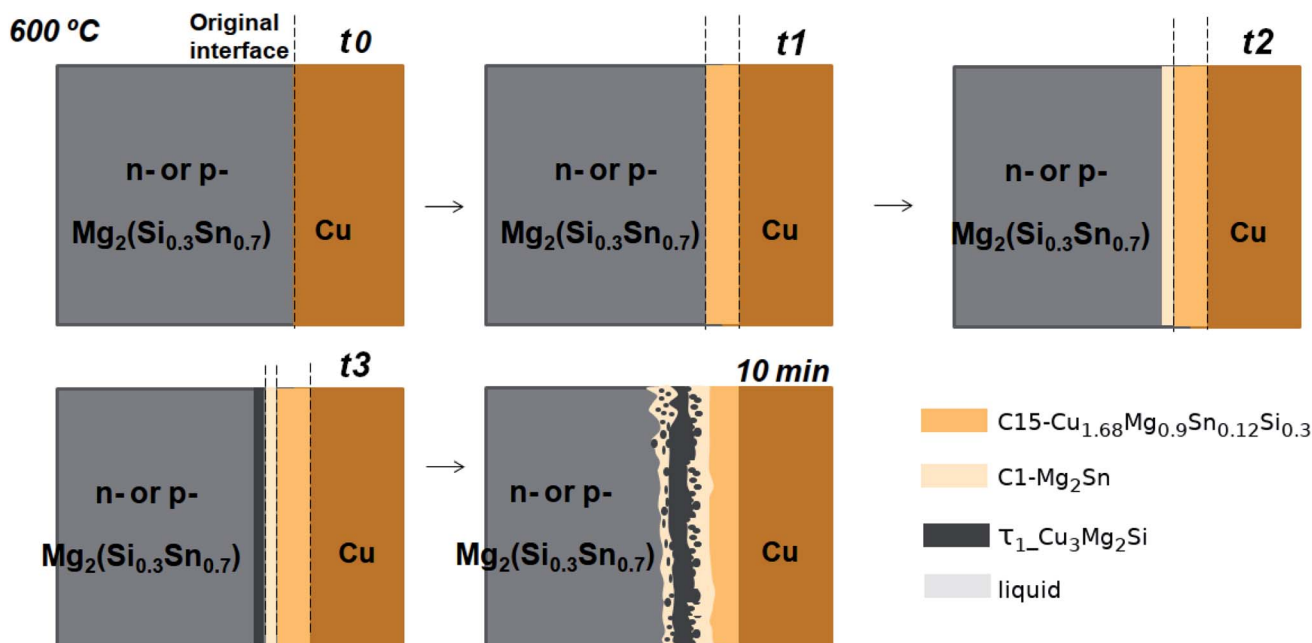 600 ºC
Original
interface
t0
n- or p-
Mg₂(Si₀.₃Sn₀.₇)
Cu
t1
n- or p-
Mg₂(Si₀.₃Sn₀.₇)
Cu
t2
n- or p-
Mg₂(Si₀.₃Sn₀.₇)
Cu
t3
n- or p-
Mg₂(Si₀.₃Sn₀.₇)
Cu
10 min
n- or p-
Mg₂(Si₀.₃Sn₀.₇)
Cu
C15-Cu₁.₆₈Mg₀.₉Sn₀.₁₂Si₀.₃
C1-Mg₂Sn
τ₁_Cu₃Mg₂Si
liquid